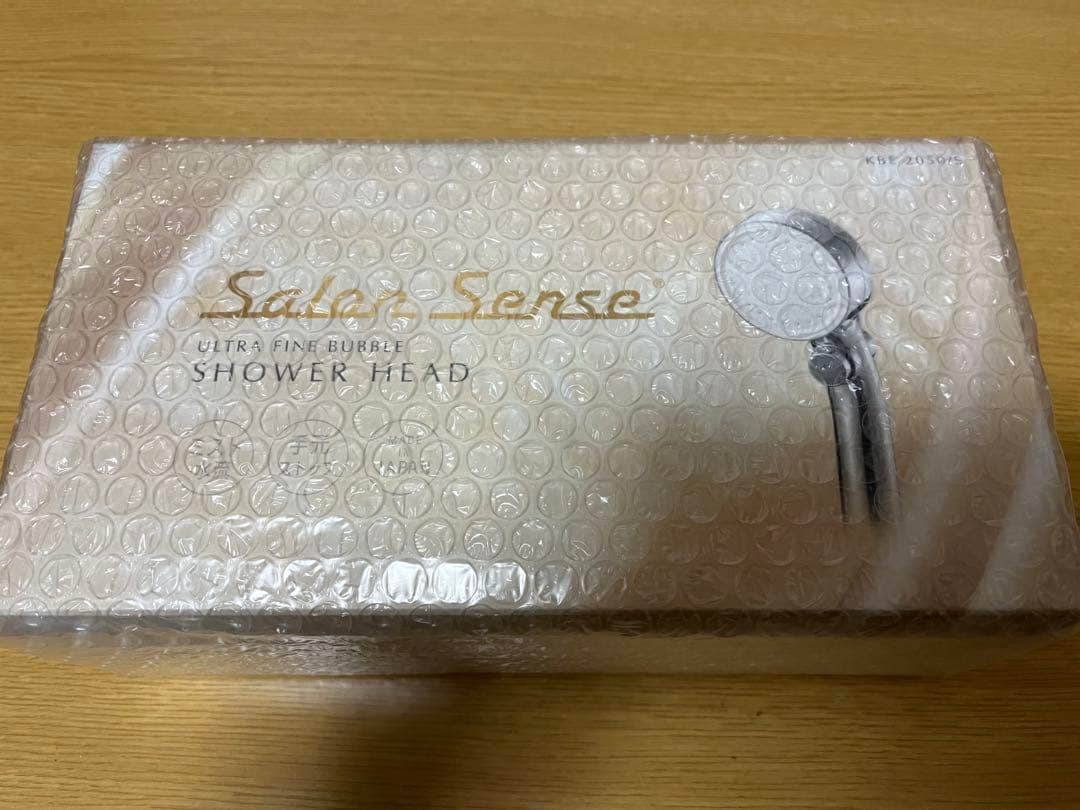 KBE 2050/S
Salon Sense®
ULTRA FINE BUBBLE
SHOWER HEAD
ミスト
水流
手元
ストップ
MADE
IN
JAPAN